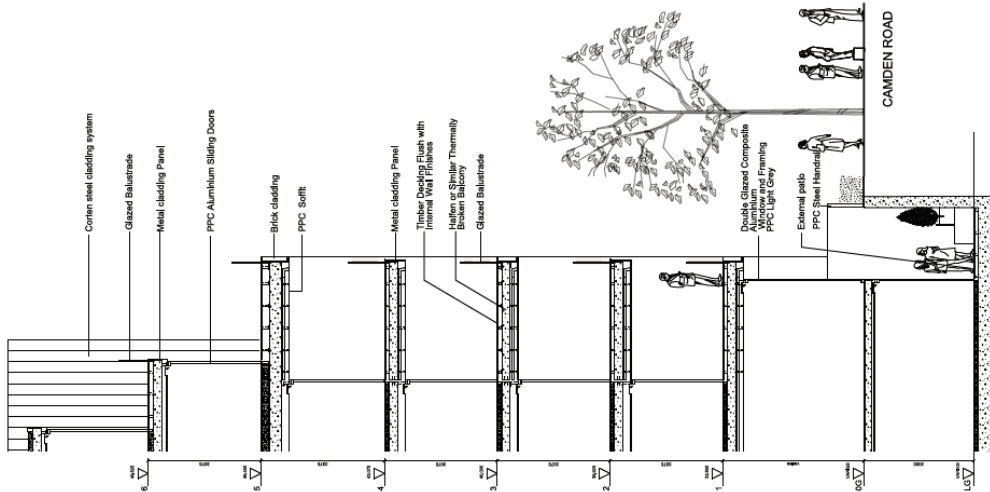 Corten steel cladding system
Glazed Balustrade
Metal cladding Panel
PPC Aluminium Sliding Doors
Brick cladding
PPC Soffit
Metal cladding Panel
Timber Decking Flush with
Internal Wall Finishes
Halfen or Similar Thermally
Broken Balcony
Glazed Balustrade
Double Glazed Composite
Aluminium
Window and Framing
PPC Light Grey
External patio
PPC Steel Handrai
CAMDEN ROAD
6
5
4
3
2
1
0G
LG